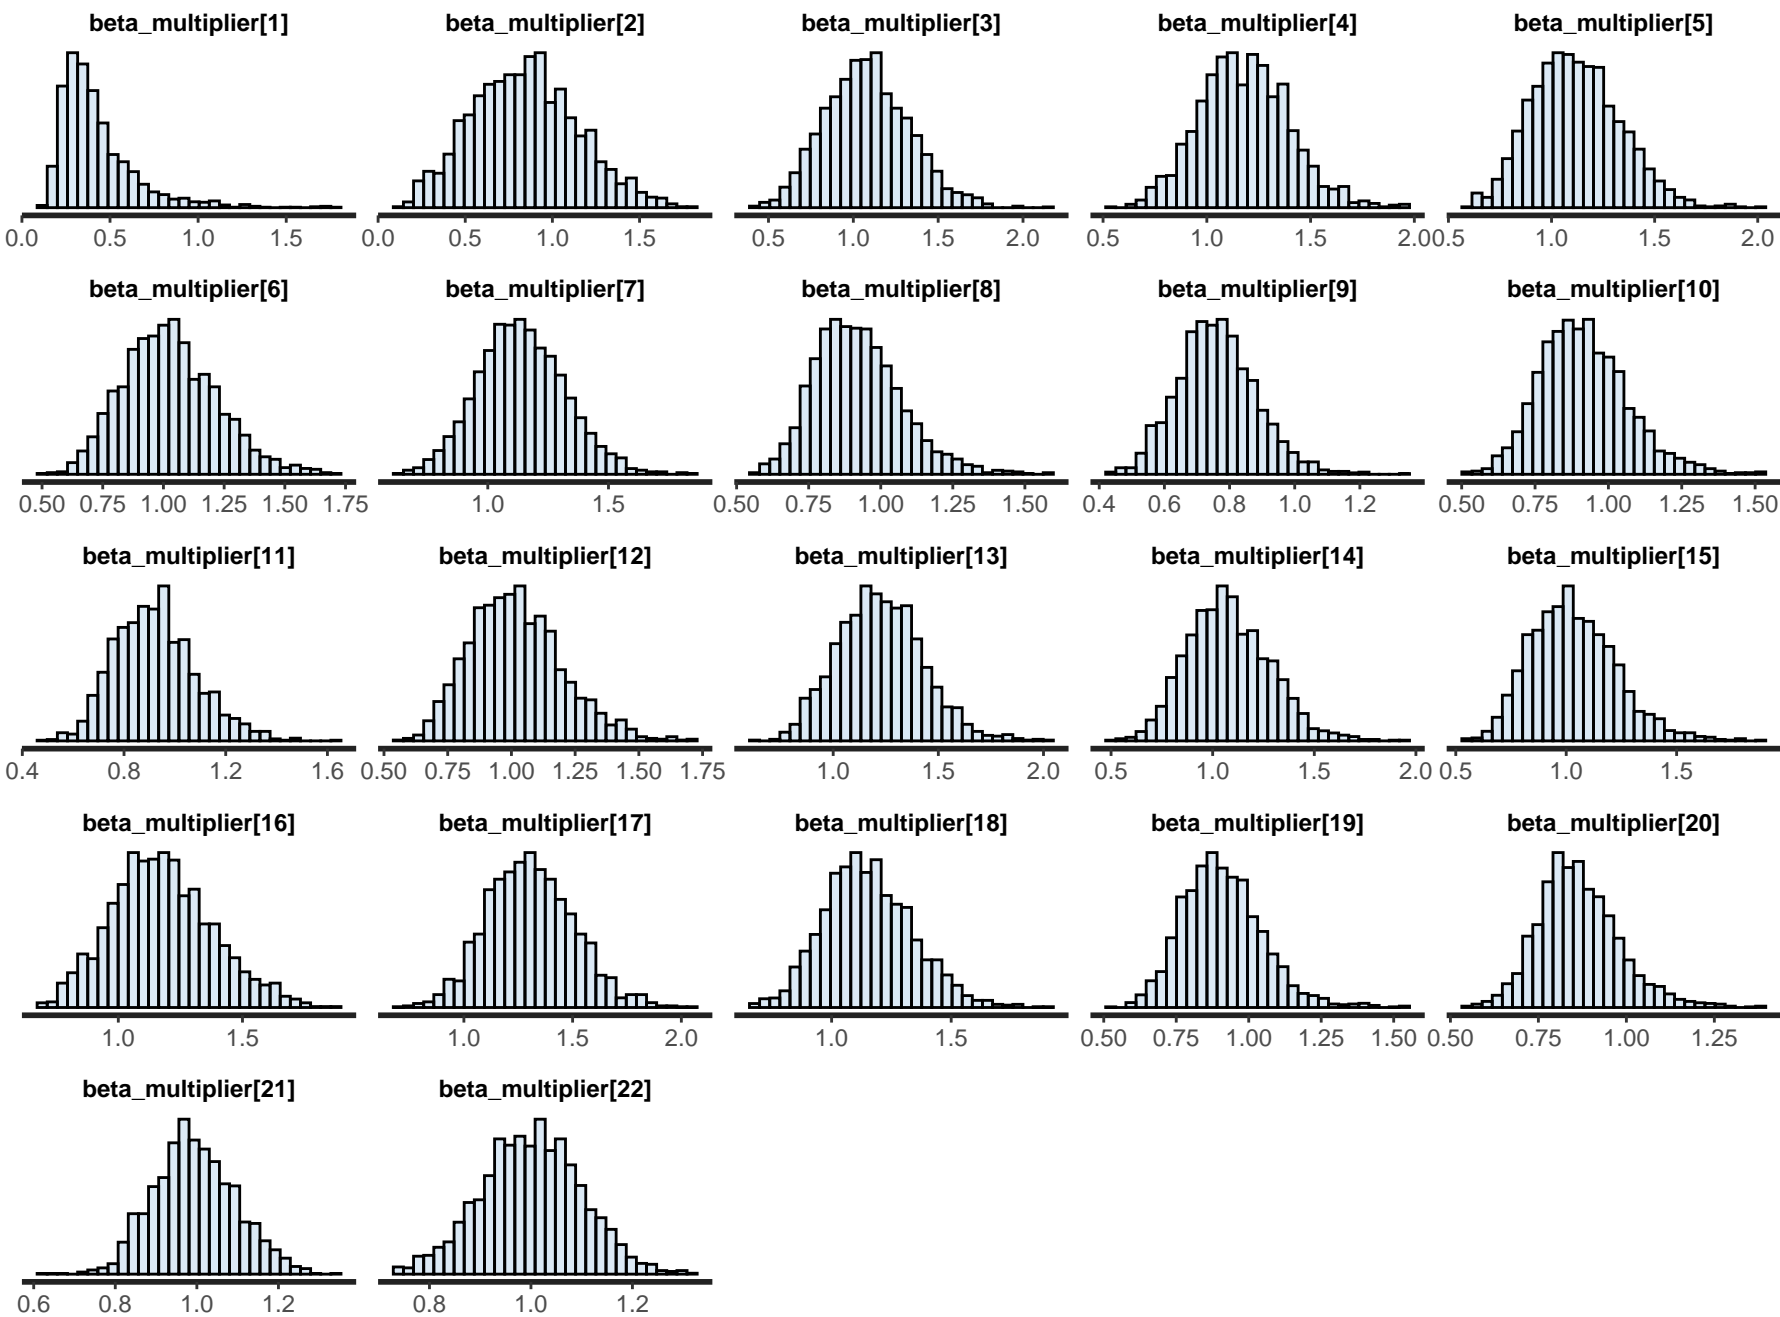 beta_multiplier[1] beta_multiplier[2] beta_multiplier[3] beta_multiplier[4] beta_multiplier[5]
0.0 0.5 1.0 1.5 0.0 0.5 1.0 1.5 0.5 1.0 1.5 2.0 0.5 1.0 1.5 2.0 0.5 1.0 1.5 2.0
beta_multiplier[6] beta_multiplier[7] beta_multiplier[8] beta_multiplier[9] beta_multiplier[10]
0.50 0.75 1.00 1.25 1.50 1.75 1.0 1.5 0.50 0.75 1.00 1.25 1.50 0.4 0.6 0.8 1.0 1.2 0.50 0.75 1.00 1.25 1.50
beta_multiplier[11] beta_multiplier[12] beta_multiplier[13] beta_multiplier[14] beta_multiplier[15]
0.4 0.8 1.2 1.6 0.50 0.75 1.00 1.25 1.50 1.75 1.0 1.5 2.0 0.5 1.0 1.5 2.0 0.5 1.0 1.5
beta_multiplier[16] beta_multiplier[17] beta_multiplier[18] beta_multiplier[19] beta_multiplier[20]
1.0 1.5 1.0 1.5 2.0 1.0 1.5 0.50 0.75 1.00 1.25 1.50 0.50 0.75 1.00 1.25
beta_multiplier[21] beta_multiplier[22]
0.6 0.8 1.0 1.2 0.8 1.0 1.2